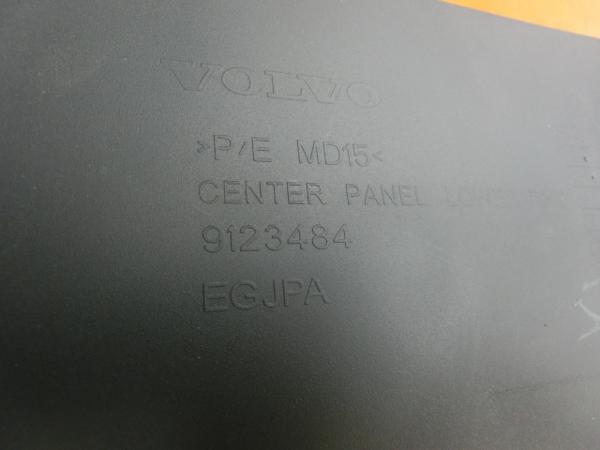 VOLVO
>P/E MD15<
CENTER PANEL
9123484
EGJPA